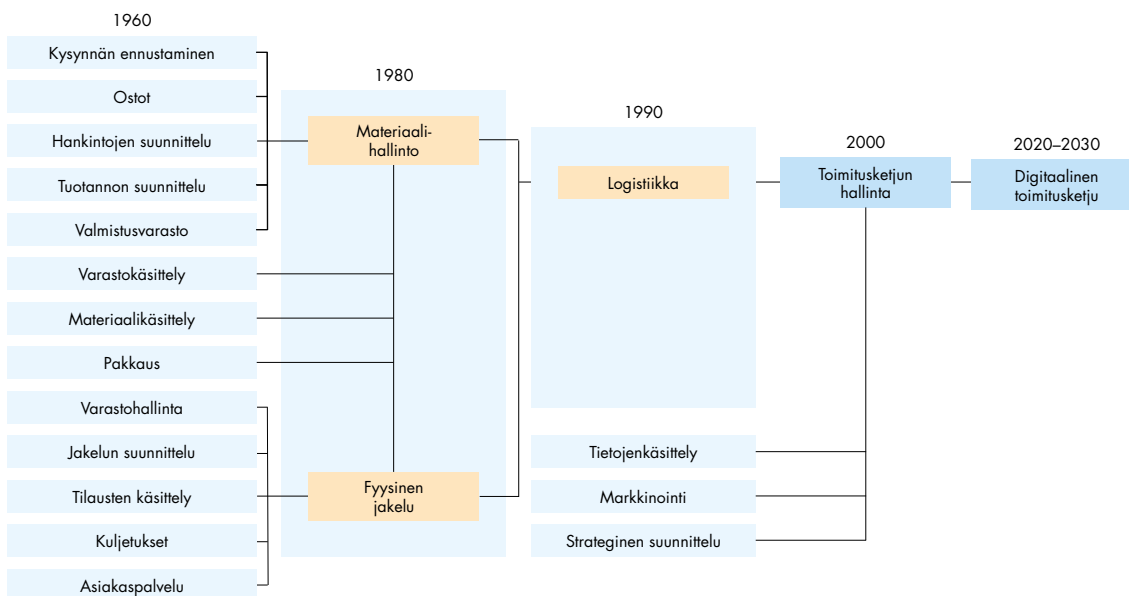 1960
Kysynnän ennustaminen
Ostot
Hankintojen suunnittelu
Tuotannon suunnittelu
Valmistusvarasto
Varastokäsittely
Materiaalikäsittely
Pakkaus
Varastohallinta
Jakelun suunnittelu
Tilausten käsittely
Kuljetukset
Asiakaspalvelu
1980
Materiaali-
hallinto
Fyysinen
jakelu
1990
Logistiikka
Tietojenkäsittely
Markkinointi
Strateginen suunnittelu
2000
Toimitusketjun
hallinta
2020–2030
Digitaalinen
toimitusketju